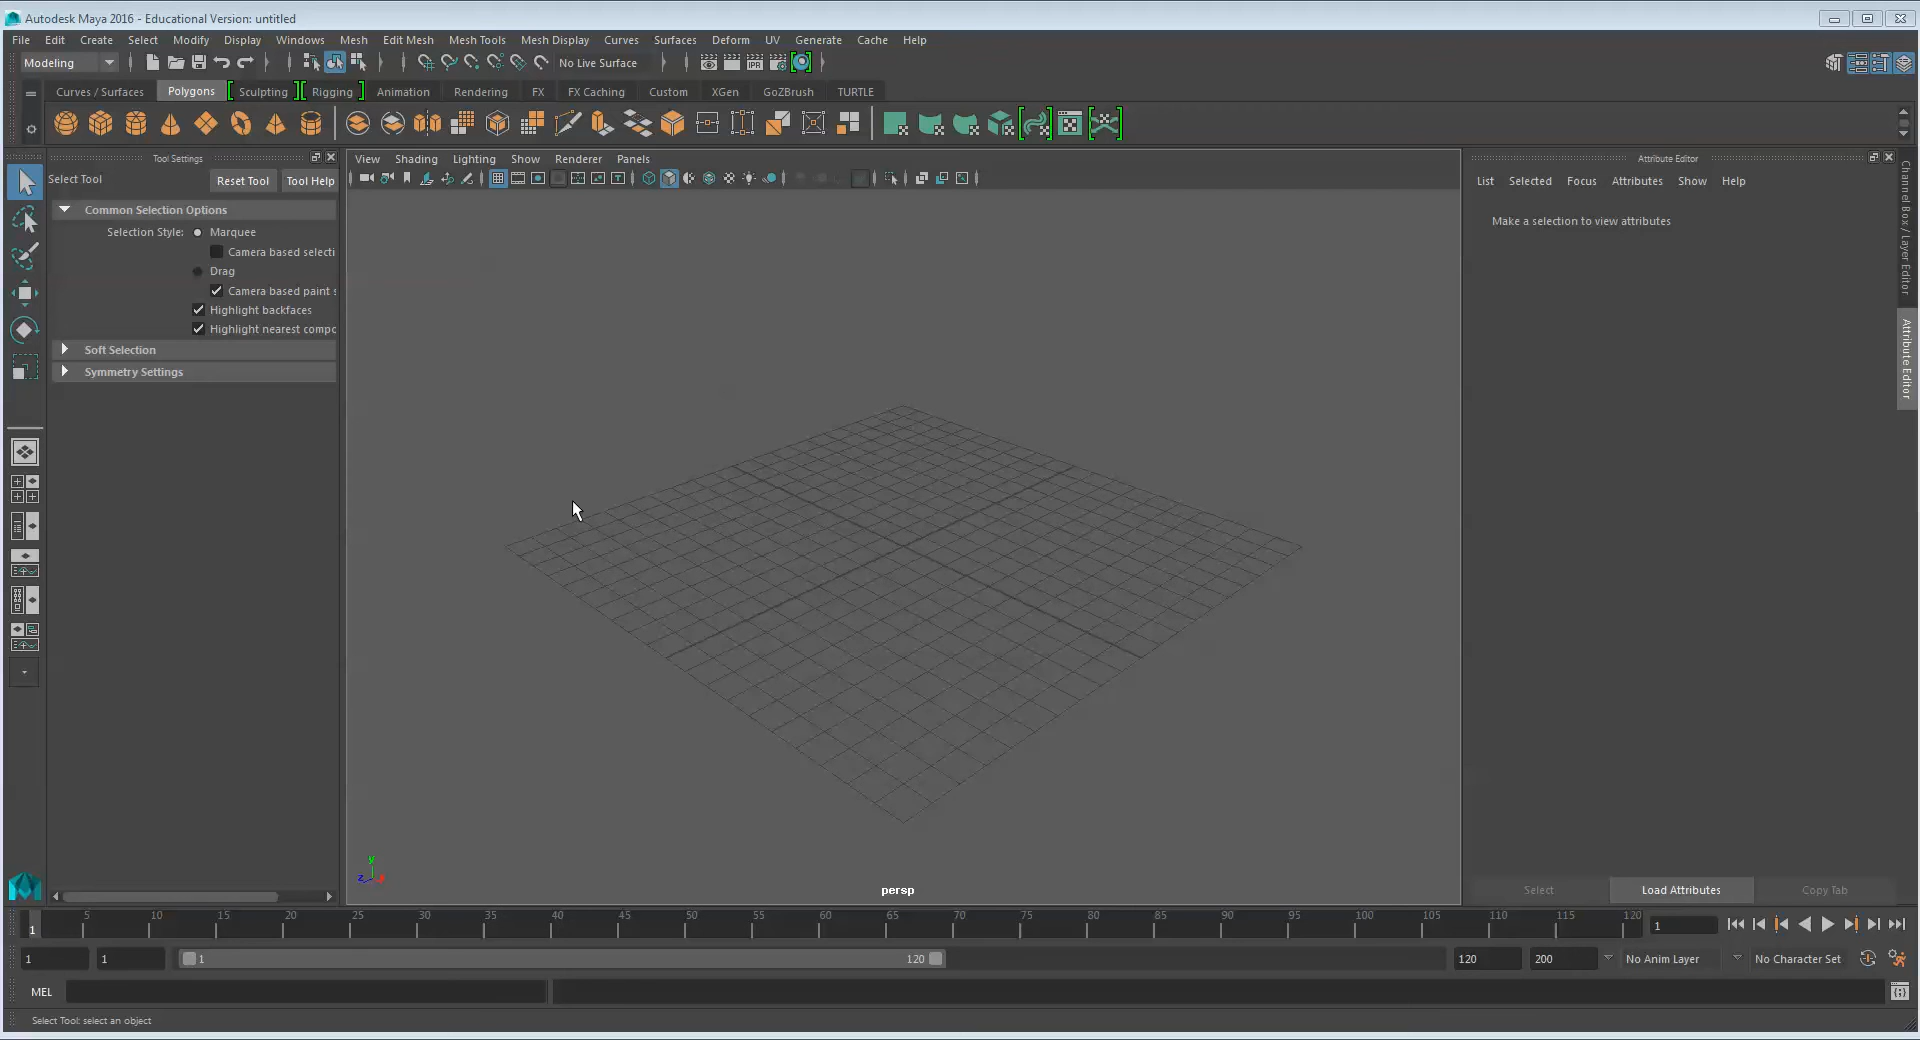 Autodesk Maya 2016 - Educational Version: untitled
File Edit Create Select Modify Display Windows Mesh Edit Mesh Mesh Tools Mesh Display Curves Surfaces Deform UV Generate Cache Help
Modeling No Live Surface IPR
Curves / Surfaces Polygons Sculpting Rigging Animation Rendering FX FX Caching Custom XGen GoZBrush TURTLE
Tool Settings
Select Tool Reset Tool Tool Help
Common Selection Options
Selection Style: Marquee
Camera based selecti
Drag
Camera based paint s
Highlight backfaces
Highlight nearest compo
Soft Selection
Symmetry Settings
View Shading Lighting Show Renderer Panels
y
z x
persp
Attribute Editor
List Selected Focus Attributes Show Help
Make a selection to view attributes
Channel Box / Layer Editor
Attribute Editor
Select Load Attributes Copy Tab
1 5 10 15 20 25 30 35 40 45 50 55 60 65 70 75 80 85 90 95 100 105 110 115 120 1
1 1 1 120 120 200 No Anim Layer No Character Set
MEL
Select Tool: select an object